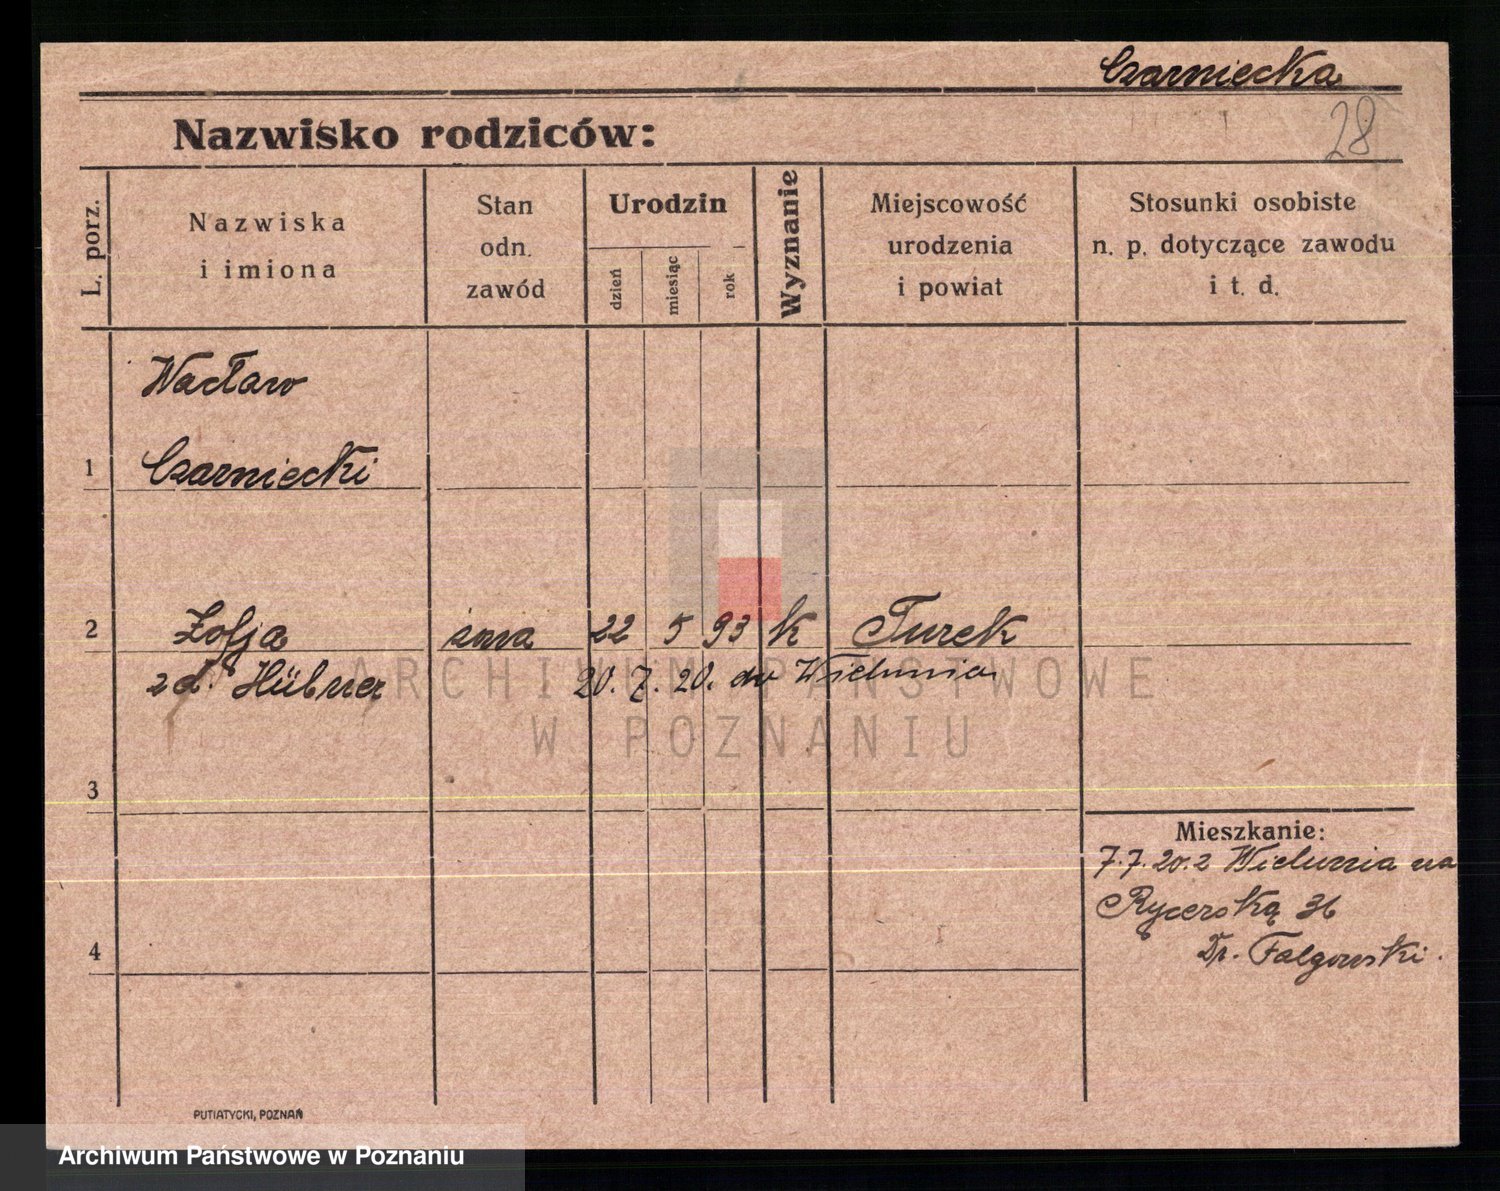 Czarniecka
28
Nazwisko rodziców:
L. porz.
Nazwiska
i imiona
Stan
odn.
zawód
Urodzin
dzień
miesiąc
rok
Wyznanie
Miejscowość
urodzenia
i powiat
Stosunki osobiste
n. p. dotyczące zawodu
i t. d.
Wacław
1 Czarniecki
2 Zofja żona 22 5 93 k Turek
z d. Hübner 20. 7. 20. do Wielunia
ARCHIWUM PAŃSTWOWE
W POZNANIU
3
Mieszkanie:
7.7.20. z Wielunia na
Rycerską 36
Dr. Falgowski.
4
PUTIATYCKI, POZNAŃ
Archiwum Państwowe w Poznaniu